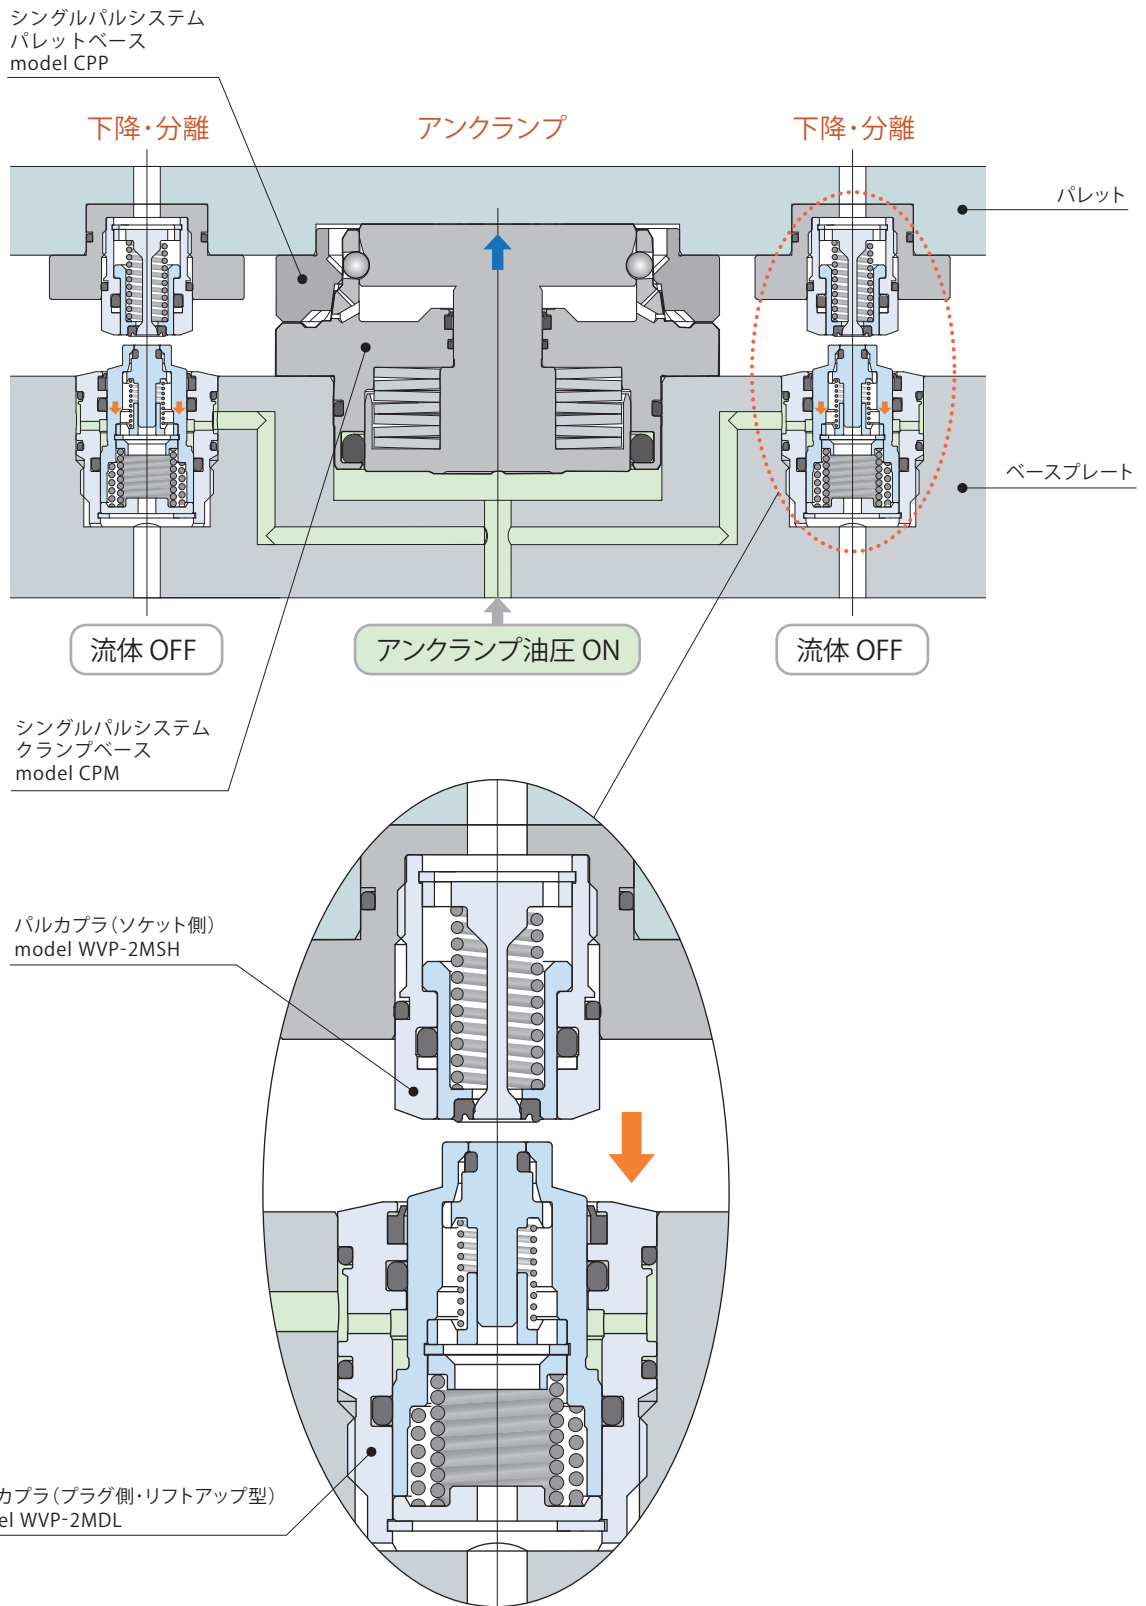 シングルパルシステム
パレットベース
model CPP
下降・分離
アンクランプ
下降・分離
パレット
ベースプレート
流体 OFF
アンクランプ油圧 ON
流体 OFF
シングルパルシステム
クランプベース
model CPM
パルカプラ(ソケット側)
model WVP-2MSH
カプラ(プラグ側・リフトアップ型)
el WVP-2MDL